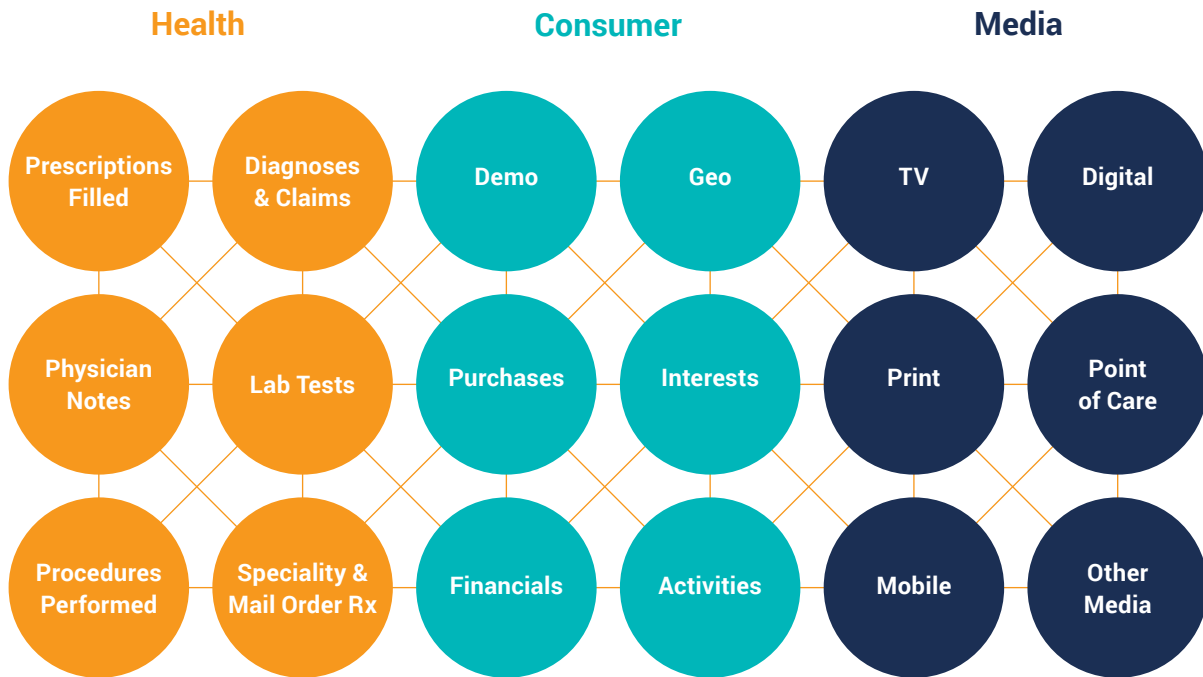 Health
Consumer
Media
Prescriptions
Filled
Diagnoses
& Claims
Demo
Geo
TV
Digital
Physician
Notes
Lab Tests
Purchases
Interests
Print
Point
of Care
Procedures
Performed
Speciality &
Mail Order Rx
Financials
Activities
Mobile
Other
Media